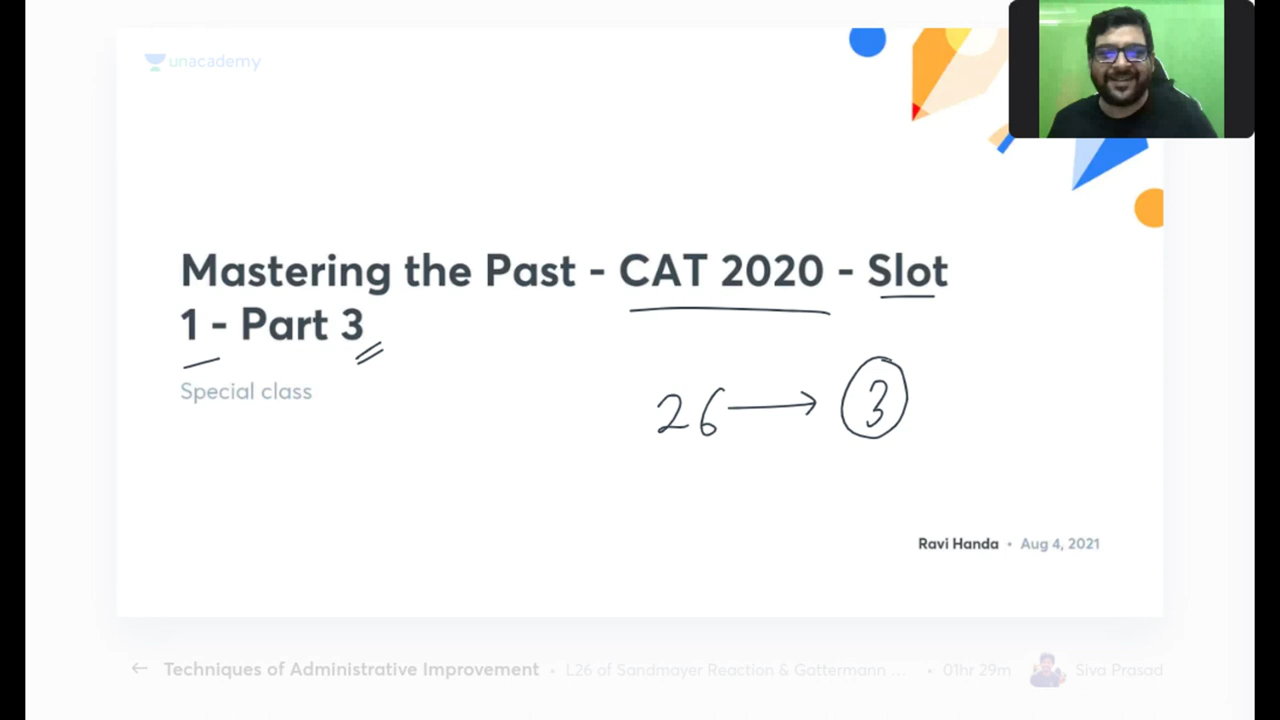 unacademy
Mastering the Past - CAT 2020 - Slot
1 - Part 3
Special class
26 → 3
Ravi Handa • Aug 4, 2021
← Techniques of Administrative Improvement • L26 of Sandmayer Reaction & Gattermann ... • 01hr 29m Siva Prasad